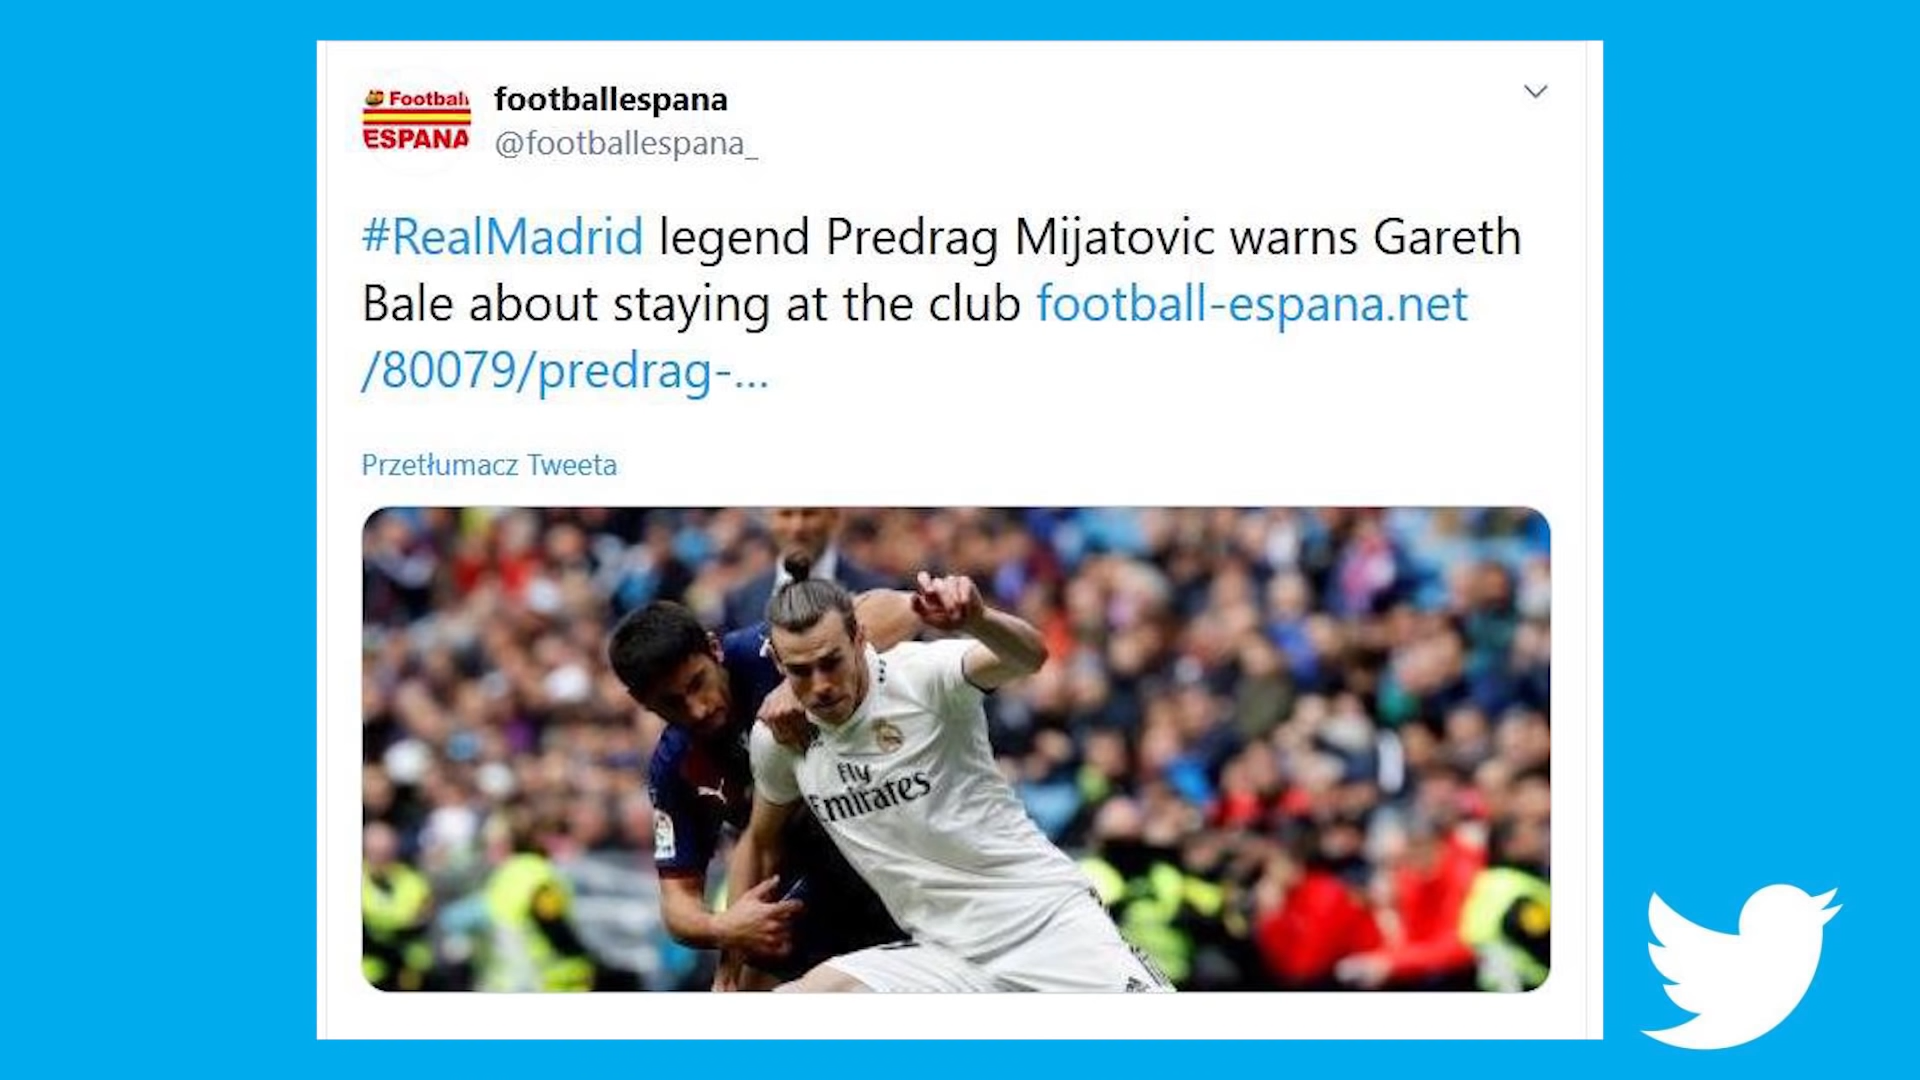 Football
ESPANA
footballespana
@footballespana_
#RealMadrid legend Predrag Mijatovic warns Gareth
Bale about staying at the club football-espana.net
/80079/predrag-...
Przetłumacz Tweeta
Fly
Emirates